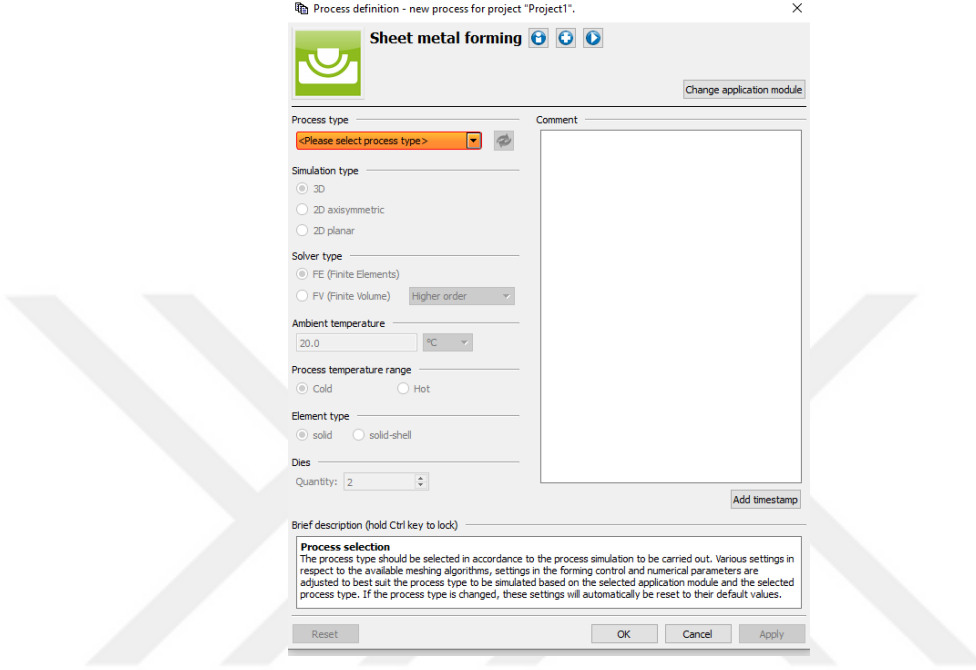 Process definition - new process for project "Project1".
Sheet metal forming
Change application module
Process type
<Please select process type>
Simulation type
3D
2D axisymmetric
2D planar
Solver type
FE (Finite Elements)
FV (Finite Volume) Higher order
Ambient temperature
20.0 °C
Process temperature range
Cold Hot
Element type
solid solid-shell
Dies
Quantity: 2
Comment
Add timestamp
Brief description (hold Ctrl key to lock)
Process selection
The process type should be selected in accordance to the process simulation to be carried out. Various settings in
respect to the available meshing algorithms, settings in the forming control and numerical parameters are
adjusted to best suit the process type to be simulated based on the selected application module and the selected
process type. If the process type is changed, these settings will automatically be reset to their default values.
Reset OK Cancel Apply